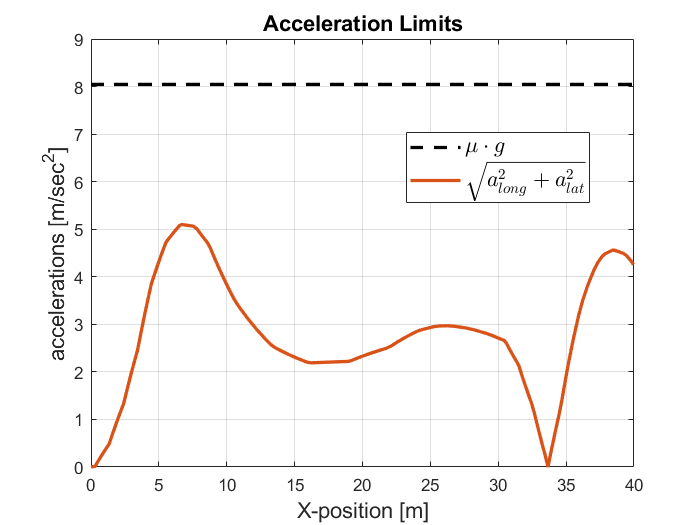 Acceleration Limits
9
8
7
6
5
4
3
2
1
0
accelerations [m/sec²]
μ · g
√(a²_long + a²_lat)
0 5 10 15 20 25 30 35 40
X-position [m]